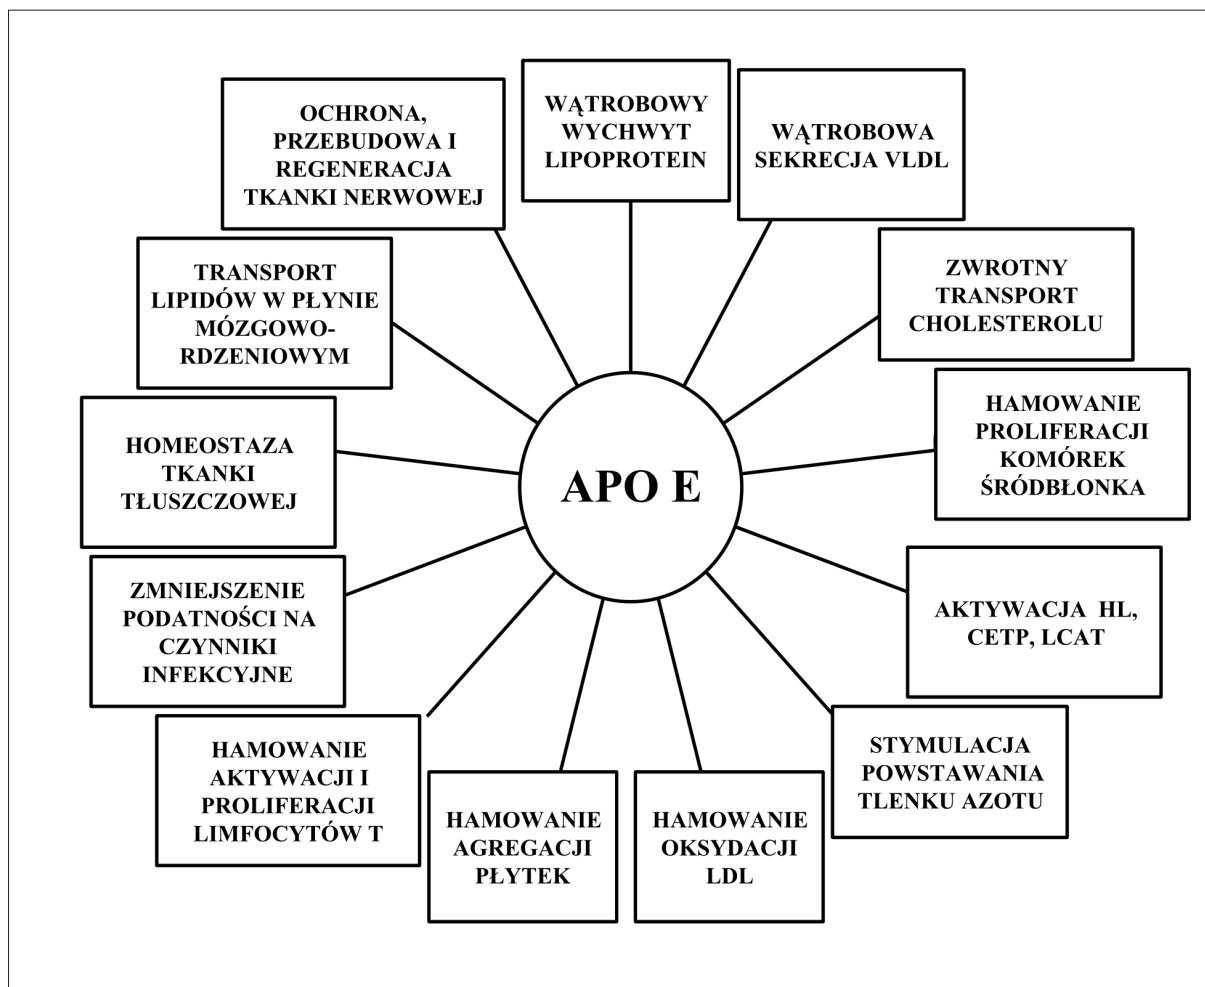 WĄTROBOWY
WYCHWYT
LIPOPROTEIN
WĄTROBOWA
SEKRECJA VLDL
ZWROTNY
TRANSPORT
CHOLESTEROLU
HAMOWANIE
PROLIFERACJI
KOMÓREK
ŚRÓDBŁONKA
AKTYWACJA HL,
CETP, LCAT
STYMULACJA
POWSTAWANIA
TLENKU AZOTU
HAMOWANIE
OKSYDACJI
LDL
HAMOWANIE
AGREGACJI
PŁYTEK
HAMOWANIE
AKTYWACJI I
PROLIFERACJI
LIMFOCYTÓW T
ZMNIEJSZENIE
PODATNOŚCI NA
CZYNNIKI
INFEKCYJNE
HOMEOSTAZA
TKANKI
TŁUSZCZOWEJ
TRANSPORT
LIPIDÓW W PŁYNIE
MÓZGOWO-
RDZENIOWYM
OCHRONA,
PRZEBUDOWA I
REGENERACJA
TKANKI NERWOWEJ
APO E